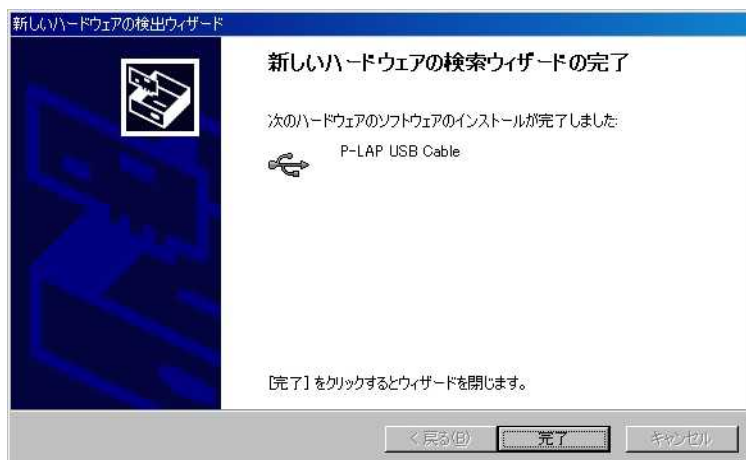 新しいハードウェアの検出ウィザード
新しいハードウェアの検索ウィザードの完了
次のハードウェアのソフトウェアのインストールが完了しました:
P-LAP USB Cable
[完了] をクリックするとウィザードを閉じます。
< 戻る(B)
完了
キャンセル